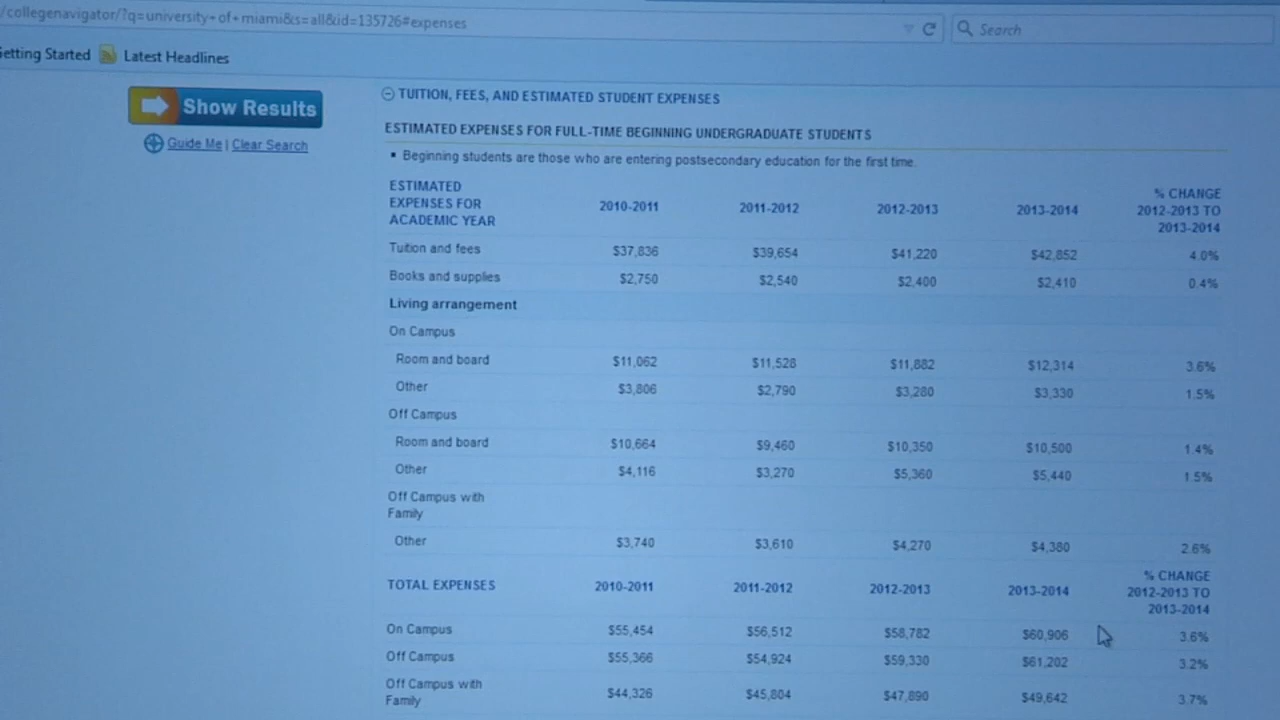 /collegenavigator/?q=university+of+miami&s=all&id=135726#expenses
Search
Getting Started Latest Headlines
Show Results
Guide Me | Clear Search
TUITION, FEES, AND ESTIMATED STUDENT EXPENSES
ESTIMATED EXPENSES FOR FULL-TIME BEGINNING UNDERGRADUATE STUDENTS
▪ Beginning students are those who are entering postsecondary education for the first time.
ESTIMATED EXPENSES FOR ACADEMIC YEAR 2010-2011 2011-2012 2012-2013 2013-2014 % CHANGE 2012-2013 TO 2013-2014
Tuition and fees $37,836 $39,654 $41,220 $42,852 4.0%
Books and supplies $2,750 $2,540 $2,400 $2,410 0.4%
Living arrangement
On Campus
Room and board $11,062 $11,528 $11,882 $12,314 3.6%
Other $3,806 $2,790 $3,280 $3,330 1.5%
Off Campus
Room and board $10,664 $9,460 $10,350 $10,500 1.4%
Other $4,116 $3,270 $5,360 $5,440 1.5%
Off Campus with Family
Other $3,740 $3,610 $4,270 $4,380 2.6%
TOTAL EXPENSES 2010-2011 2011-2012 2012-2013 2013-2014 % CHANGE 2012-2013 TO 2013-2014
On Campus $55,454 $56,512 $58,782 $60,906 3.6%
Off Campus $55,366 $54,924 $59,330 $61,202 3.2%
Off Campus with Family $44,326 $45,804 $47,890 $49,642 3.7%